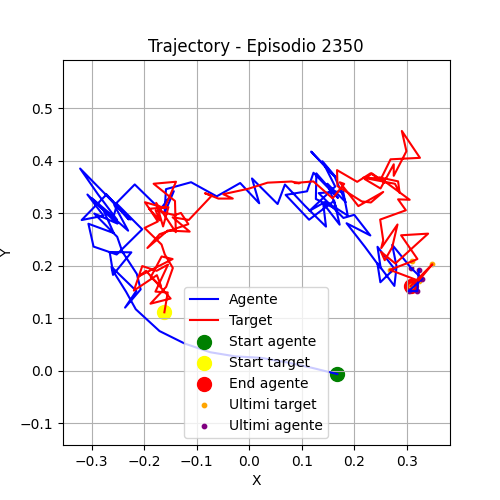 Trajectory - Episodio 2350
Y
0.5
0.4
0.3
0.2
0.1
0.0
−0.1
Agente
Target
Start agente
Start target
End agente
Ultimi target
Ultimi agente
−0.3
−0.2
−0.1
0.0
0.1
0.2
0.3
X